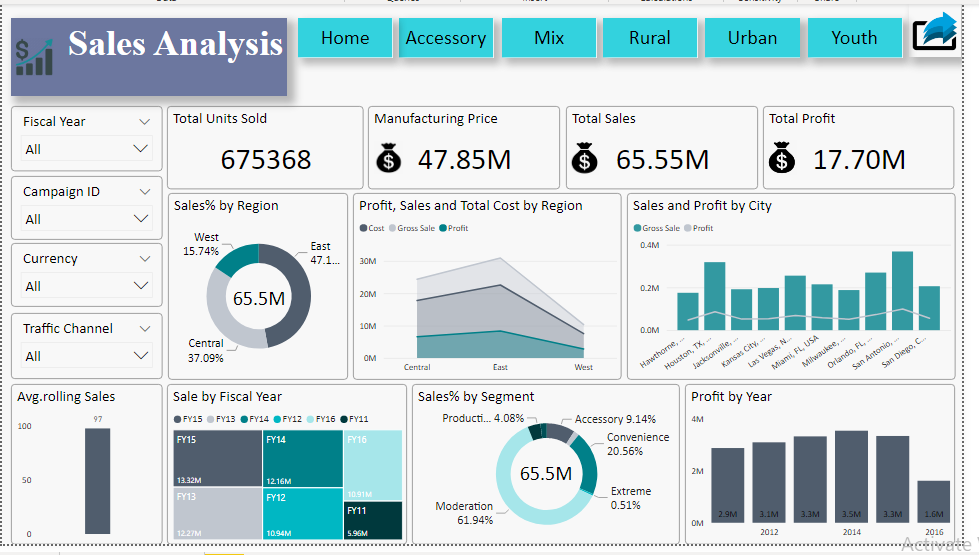 Sales Analysis
Home
Accessory
Mix
Rural
Urban
Youth
Fiscal Year
All
Campaign ID
All
Currency
All
Traffic Channel
All
Total Units Sold
675368
Manufacturing Price
47.85M
Total Sales
65.55M
Total Profit
17.70M
Sales% by Region
West
15.74%
East
47.1...
65.5M
Central
37.09%
Profit, Sales and Total Cost by Region
Cost Gross Sale Profit
30M
20M
10M
0M
Central East West
Sales and Profit by City
Gross Sale Profit
0.4M
0.2M
0.0M
Hawthorne, ...
Houston, TX, ...
Jacksonville, ...
Kansas City, ...
Las Vegas, N...
Miami, FL, USA
Milwaukee, ...
Orlando, FL, ...
San Antonio, ...
San Diego, C...
Avg.rolling Sales
97
100
50
0
Sale by Fiscal Year
FY15 FY13 FY14 FY12 FY16 FY11
FY15
13.32M
FY13
12.27M
FY14
12.16M
FY12
10.94M
FY16
10.91M
FY11
5.96M
Sales% by Segment
Producti... 4.08%
Accessory 9.14%
Convenience
20.56%
65.5M
Extreme
0.51%
Moderation
61.94%
Profit by Year
4M
2M
0M
2.9M 3.1M 3.3M 3.5M 3.3M 1.6M
2012 2014 2016
Activate